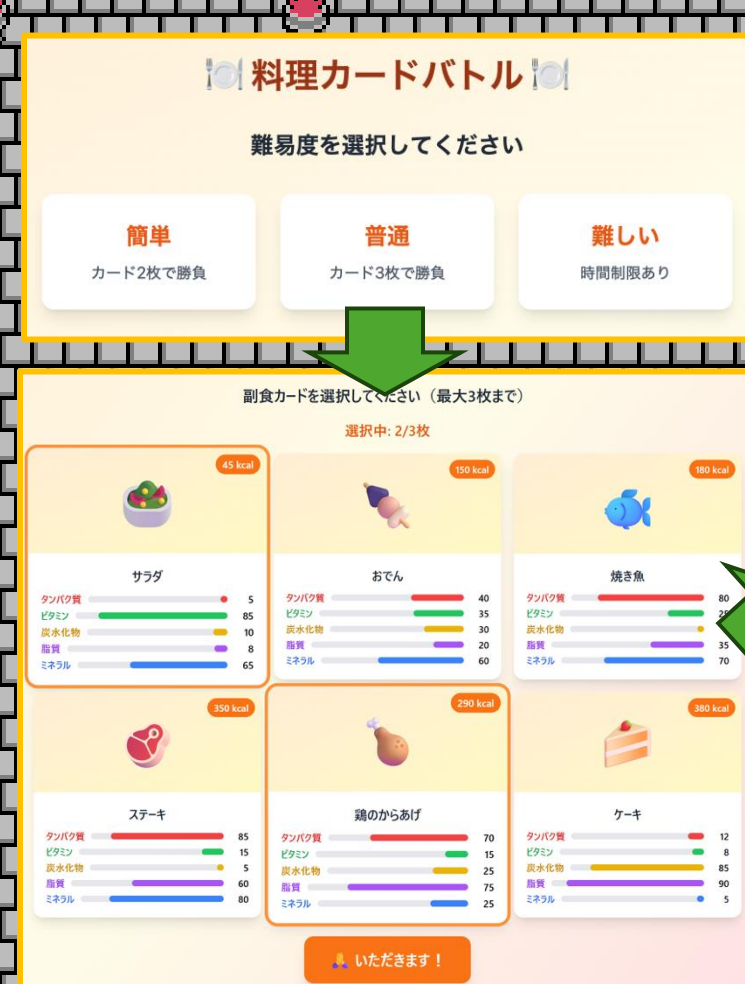 料理カードバトル
難易度を選択してください
簡単
カード2枚で勝負
普通
カード3枚で勝負
難しい
時間制限あり
副食カードを選択してください（最大3枚まで）
選択中: 2/3枚
45 kcal
サラダ
タンパク質 5
ビタミン 85
炭水化物 10
脂質 8
ミネラル 65
150 kcal
おでん
タンパク質 40
ビタミン 35
炭水化物 30
脂質 20
ミネラル 60
180 kcal
焼き魚
タンパク質 80
ビタミン
炭水化物
脂質 35
ミネラル 70
350 kcal
ステーキ
タンパク質 85
ビタミン 15
炭水化物 5
脂質 60
ミネラル 80
290 kcal
鶏のからあげ
タンパク質 70
ビタミン 15
炭水化物 25
脂質 75
ミネラル 25
380 kcal
ケーキ
タンパク質 12
ビタミン 8
炭水化物 85
脂質 90
ミネラル 5
いただきます！